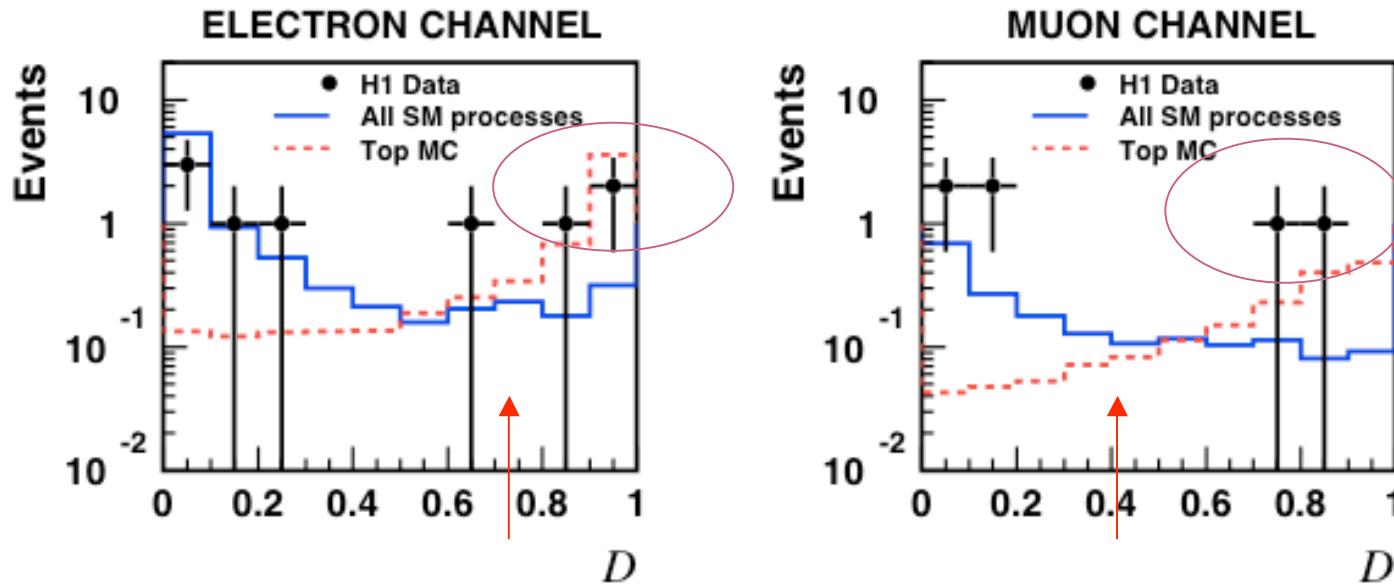 ELECTRON CHANNEL
Events
10
1
10 -1
10 -2
H1 Data
All SM processes
Top MC
0 0.2 0.4 0.6 0.8 1
D
MUON CHANNEL
Events
10
1
10 -1
10 -2
H1 Data
All SM processes
Top MC
0 0.2 0.4 0.6 0.8 1
D